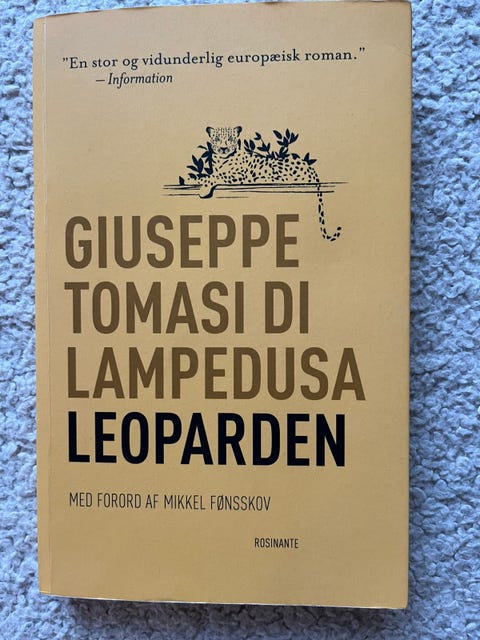 ”En stor og vidunderlig europæisk roman.”
– Information
GIUSEPPE
TOMASI DI
LAMPEDUSA
LEOPARDEN
MED FORORD AF MIKKEL FØNSSKOV
ROSINANTE